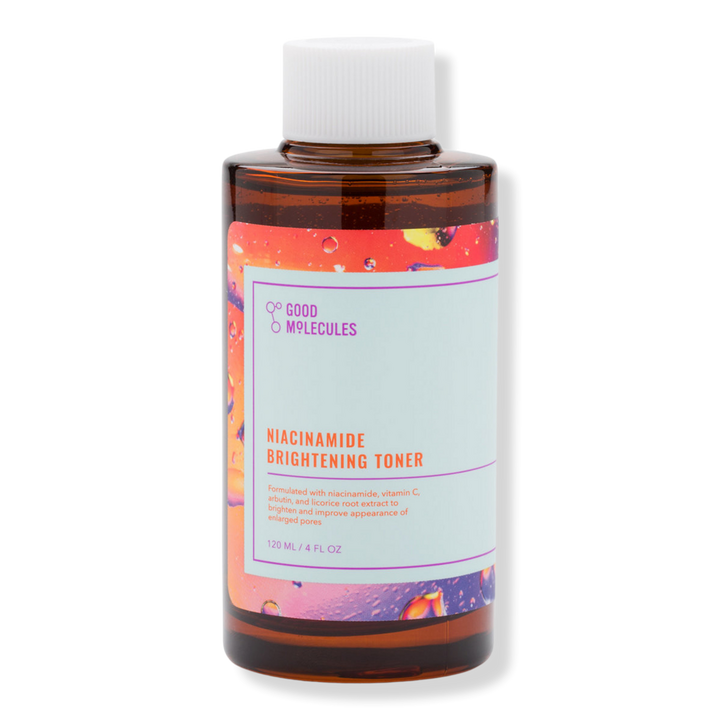 GOOD
MOLECULES
NIACINAMIDE
BRIGHTENING TONER
Formulated with niacinamide, vitamin C,
arbutin, and licorice root extract to
brighten and improve appearance of
enlarged pores
120 ML / 4 FL OZ